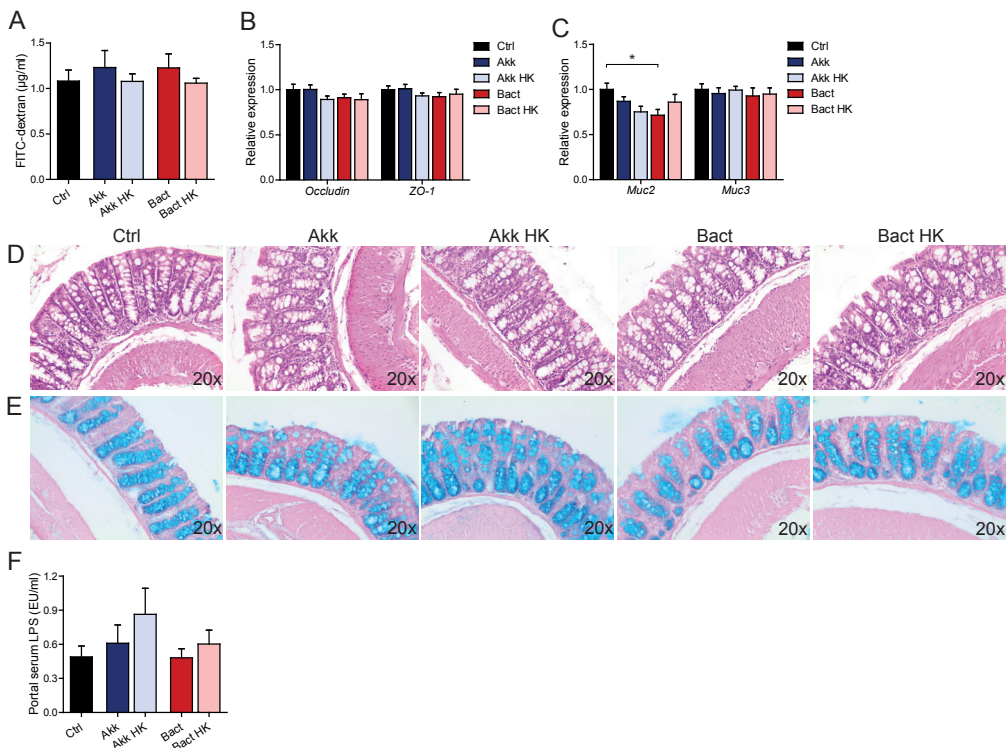 A
FITC-dextran (µg/ml)
1.5
1.0
0.5
0.0
Ctrl
Akk
Akk HK
Bact
Bact HK
B
Relative expression
1.5
1.0
0.5
0.0
Occludin
ZO-1
Ctrl
Akk
Akk HK
Bact
Bact HK
C
Relative expression
1.5
1.0
0.5
0.0
*
Muc2
Muc3
Ctrl
Akk
Akk HK
Bact
Bact HK
Ctrl Akk Akk HK Bact Bact HK
D
20x 20x 20x 20x 20x
E
20x 20x 20x 20x 20x
F
Portal serum LPS (EU/ml)
1.2
0.9
0.6
0.3
0.0
Ctrl
Akk
Akk HK
Bact
Bact HK